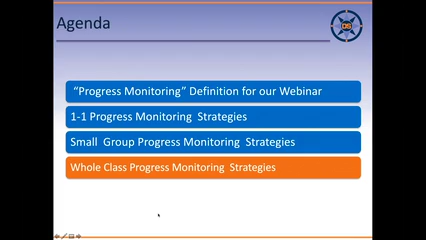 Agenda
“Progress Monitoring” Definition for our Webinar
1-1 Progress Monitoring Strategies
Small Group Progress Monitoring Strategies
Whole Class Progress Monitoring Strategies